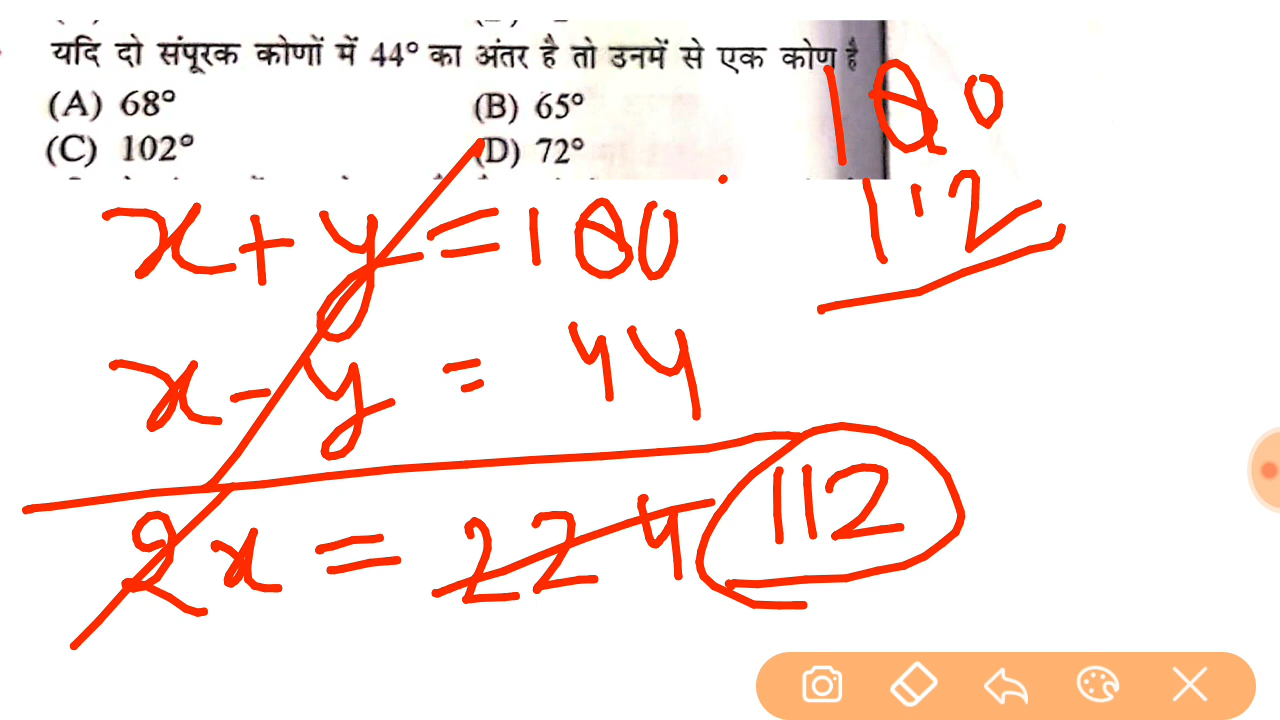 यदि दो संपूरक कोणों में 44° का अंतर है तो उनमें से एक कोण है
(A) 68° (B) 65°
(C) 102° (D) 72°
180
112
x + y = 180
x - y = 44
2x = 224 112